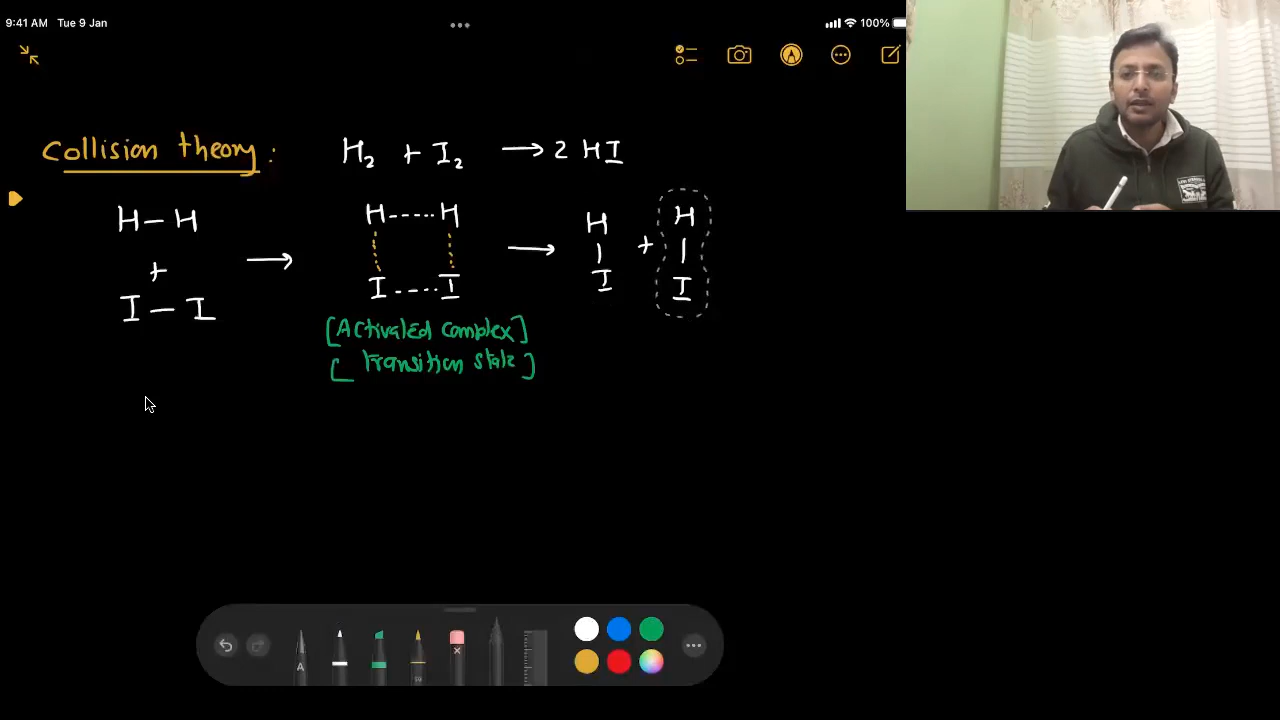 9:41 AM Tue 9 Jan
100%
Collision theory :
H₂ + I₂ → 2 HI
H — H
+
I — I
→
H ----- H
I ---- I
→
H
|
I
+
H
|
I
[Activated complex]
[transition state]
A